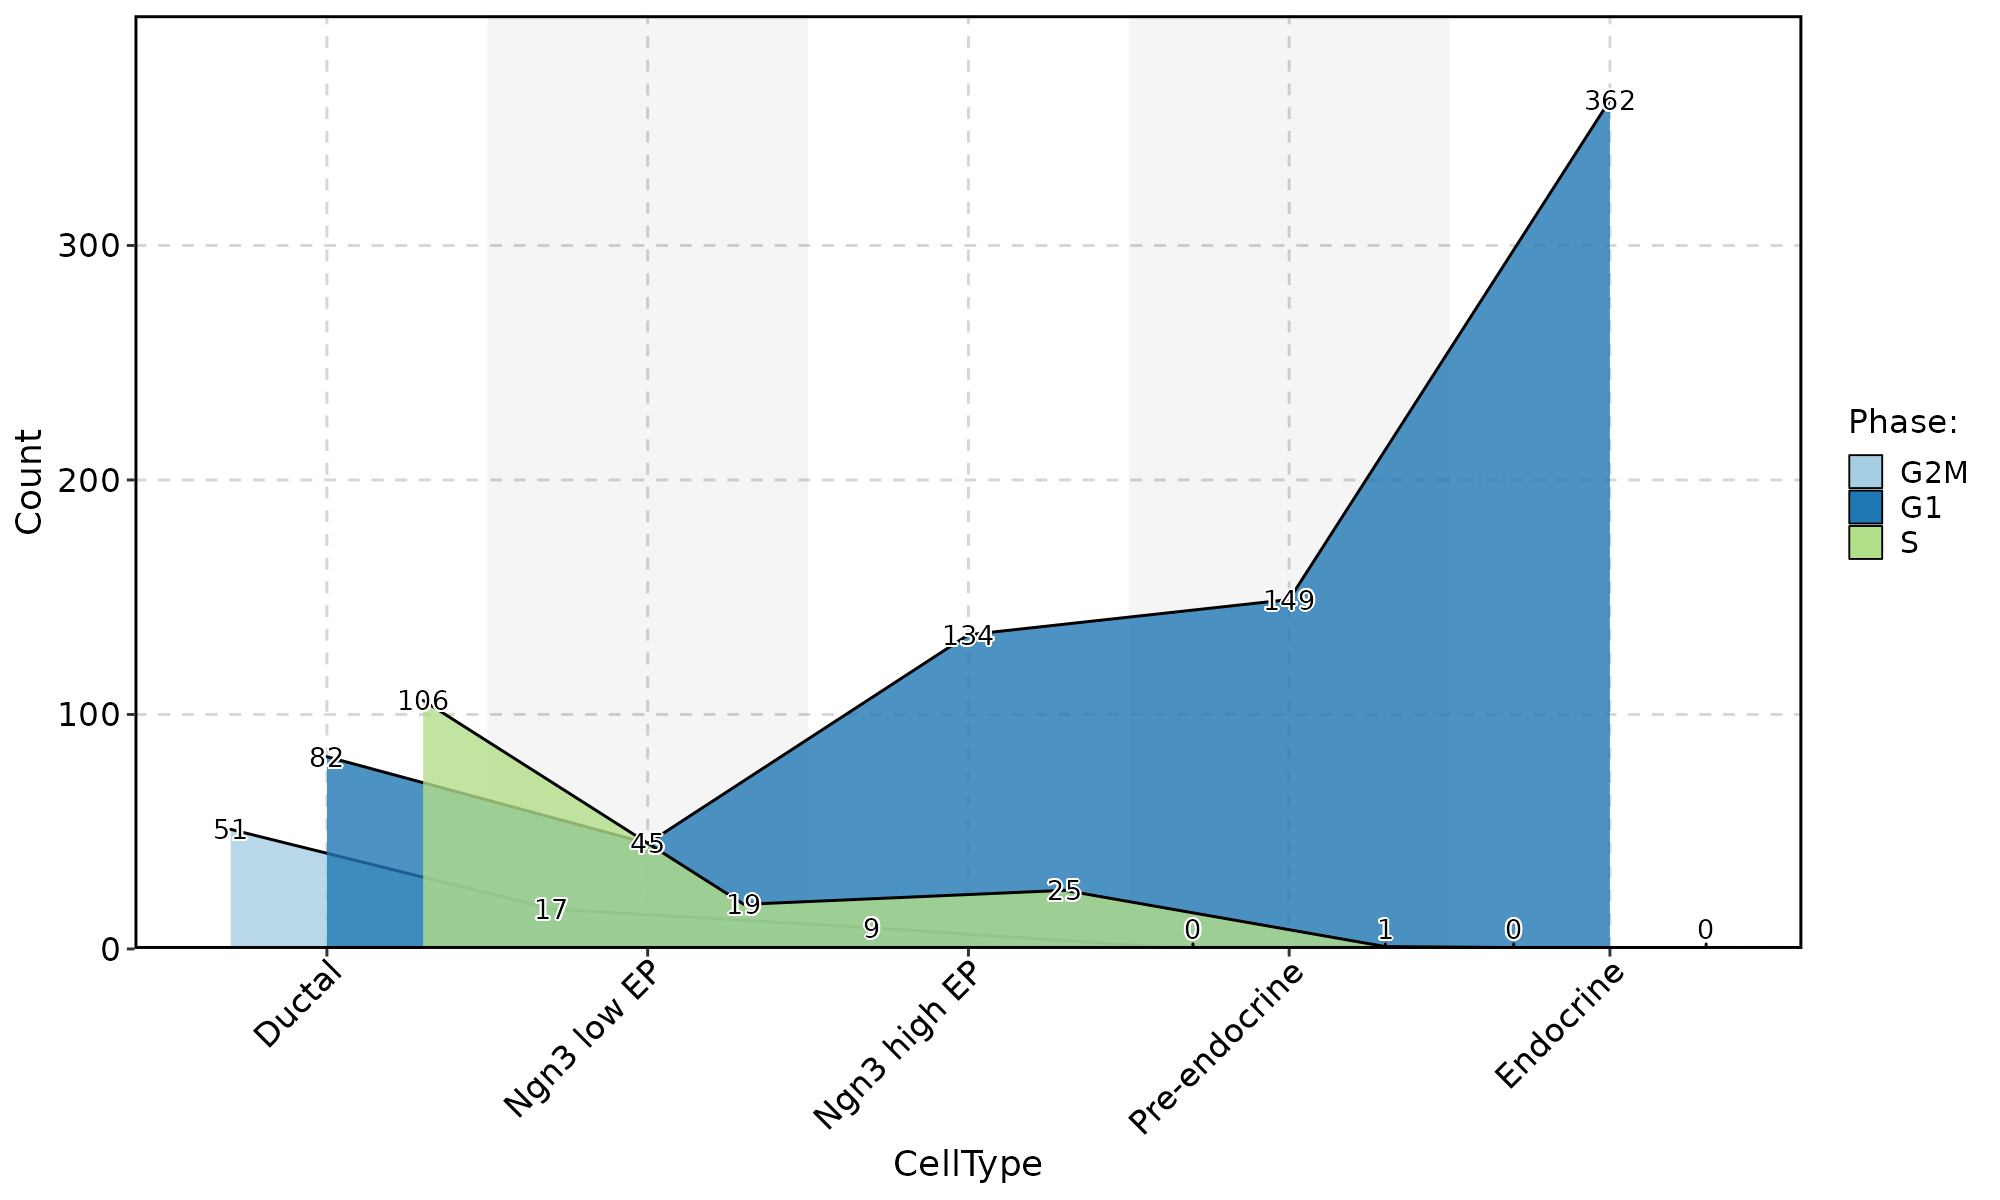 362
300
200
149
134
106
100
82
51
45
25
19
17
9
0
1
0
0
0
Ductal
Ngn3 low EP
Ngn3 high EP
Pre-endocrine
Endocrine
CellType
Count
Phase:
G2M
G1
S